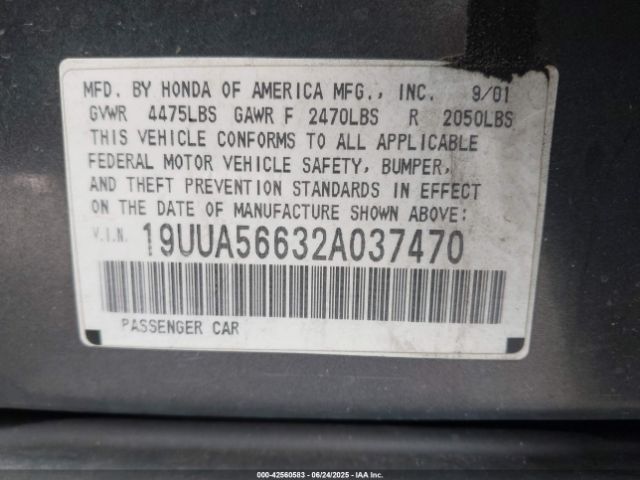 MFD. BY HONDA OF AMERICA MFG., INC. 9/01
GVWR 4475LBS GAWR F 2470LBS R 2050LBS
THIS VEHICLE CONFORMS TO ALL APPLICABLE
FEDERAL MOTOR VEHICLE SAFETY, BUMPER,
AND THEFT PREVENTION STANDARDS IN EFFECT
ON THE DATE OF MANUFACTURE SHOWN ABOVE:
V.I.N. 19UUA56632A037470
PASSENGER CAR
000-42560583 | 06/24/2025 | IAA Inc.